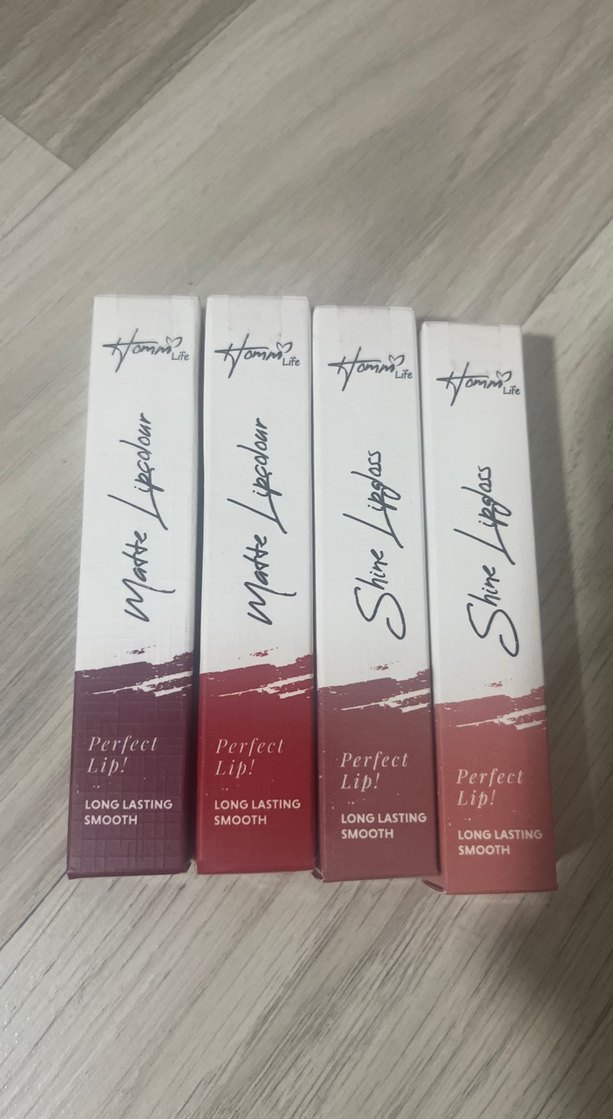 Homm Life
Matte Lipcolour
Perfect
Lip!
LONG LASTING
SMOOTH
Homm Life
Matte Lipcolour
Perfect
Lip!
LONG LASTING
SMOOTH
Homm Life
Shine Lipgloss
Perfect
Lip!
LONG LASTING
SMOOTH
Homm Life
Shine Lipgloss
Perfect
Lip!
LONG LASTING
SMOOTH